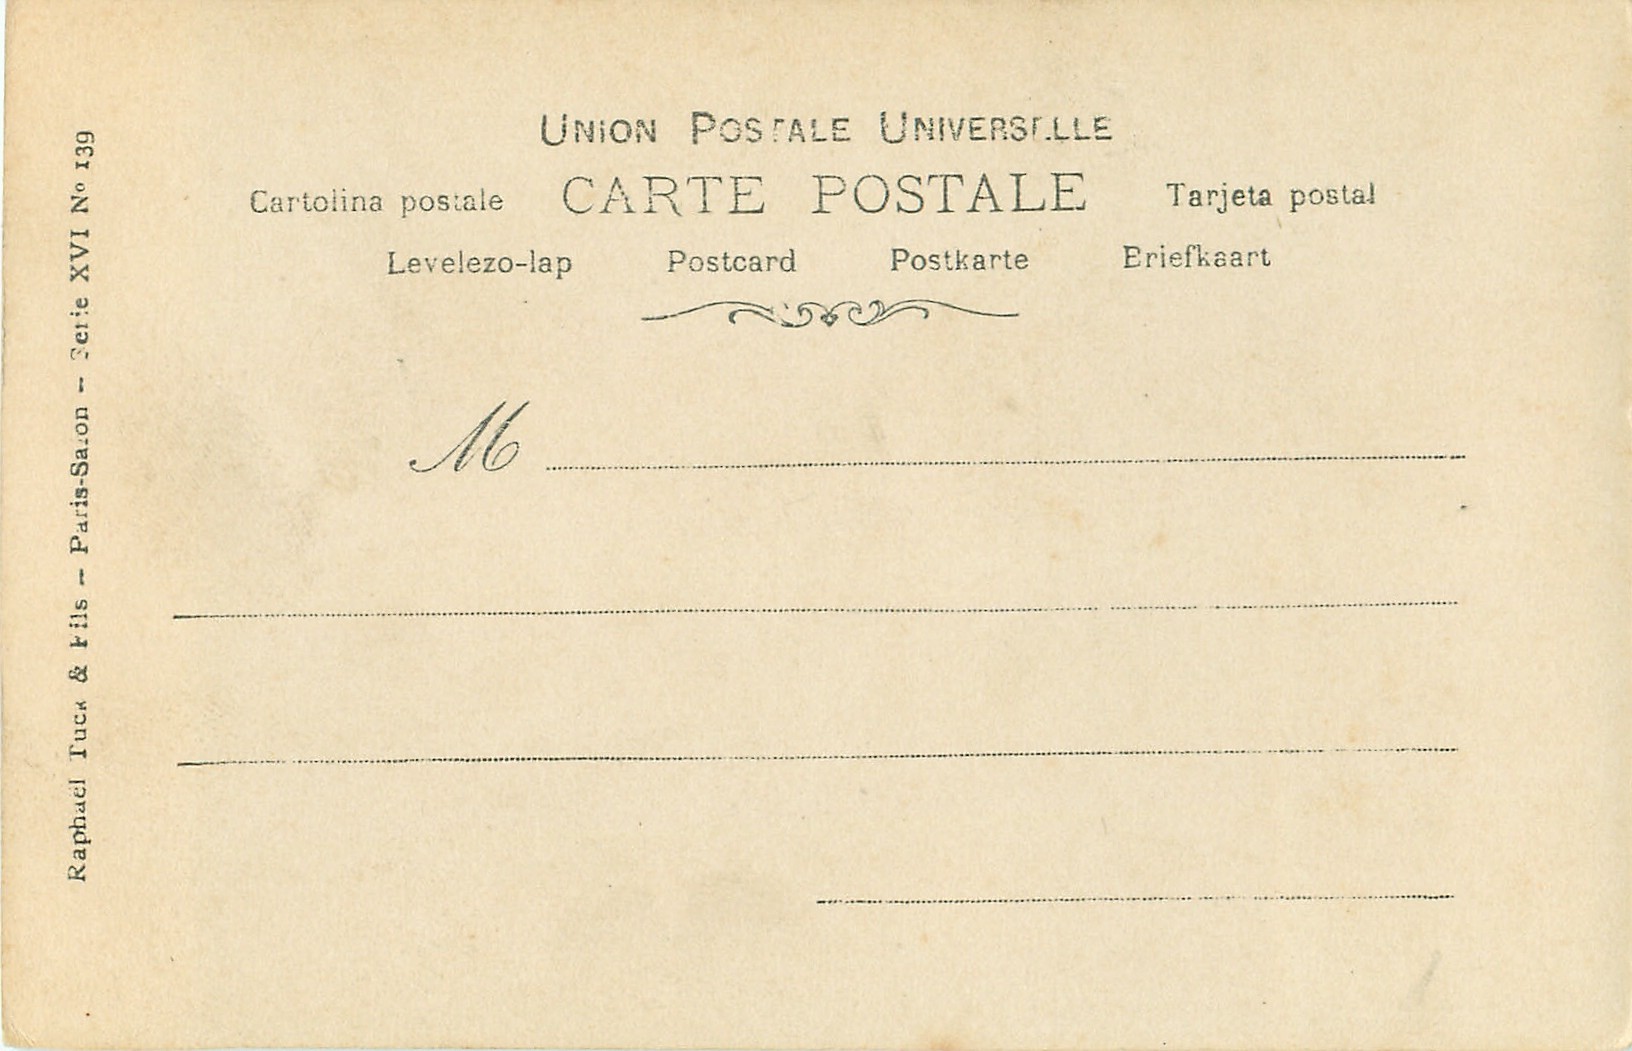 UNION POSTALE UNIVERSELLE
Cartolina postale CARTE POSTALE Tarjeta postal
Levelezo-lap Postcard Postkarte Briefkaart
M
Raphaël Tuck & Fils — Paris-Salon — Serie XVI Nº 139